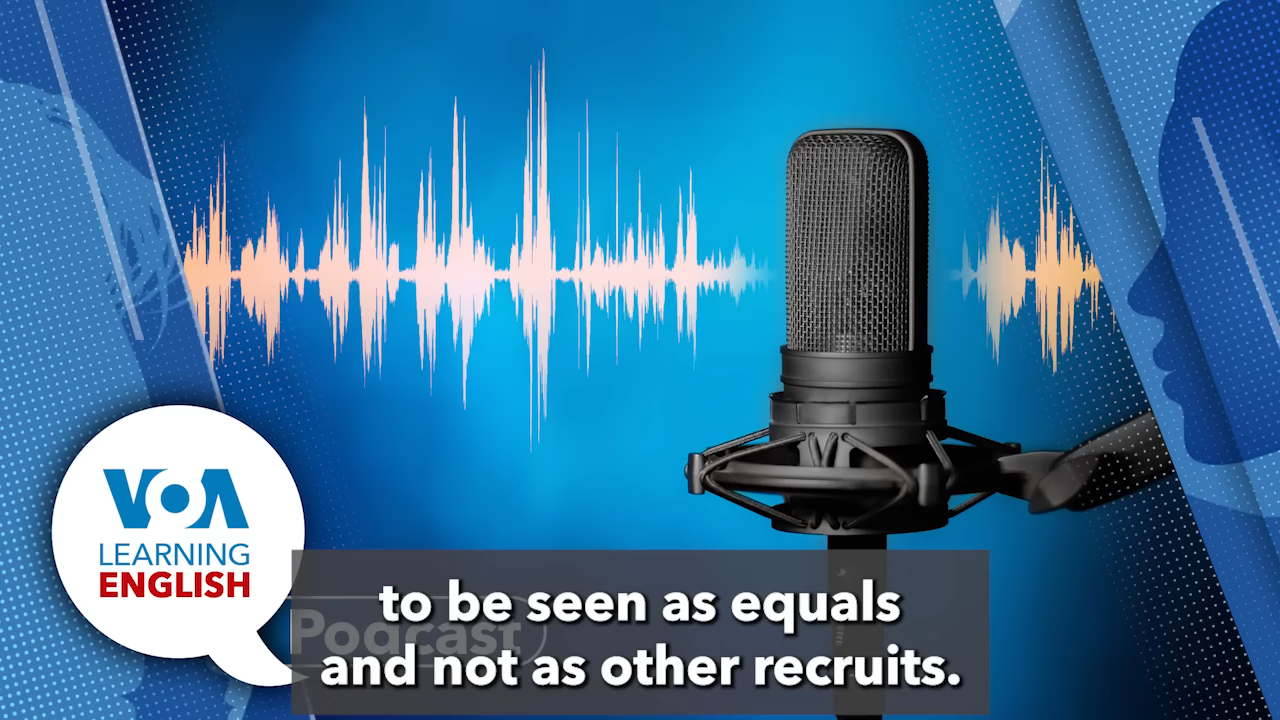 VOA
LEARNING
ENGLISH
Podcast
to be seen as equals
and not as other recruits.